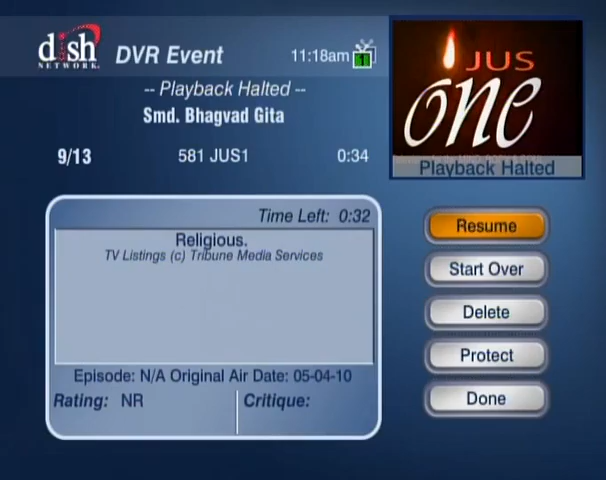 dish
NETWORK.
DVR Event
11:18am
1
-- Playback Halted --
Smd. Bhagvad Gita
9/13
581 JUS1
0:34
JUS
one
Playback Halted
Time Left: 0:32
Religious.
TV Listings (c) Tribune Media Services
Episode: N/A Original Air Date: 05-04-10
Rating: NR
Critique:
Resume
Start Over
Delete
Protect
Done